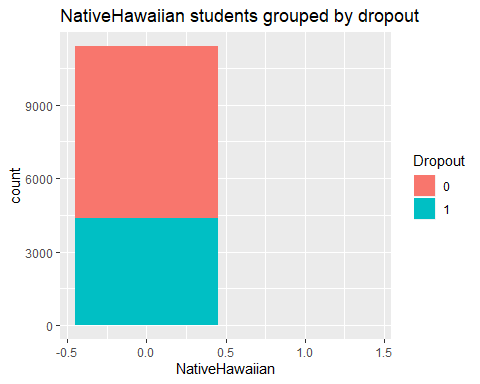 NativeHawaiian students grouped by dropout
count
9000
6000
3000
0
-0.5 0.0 0.5 1.0 1.5
NativeHawaiian
Dropout
0
1